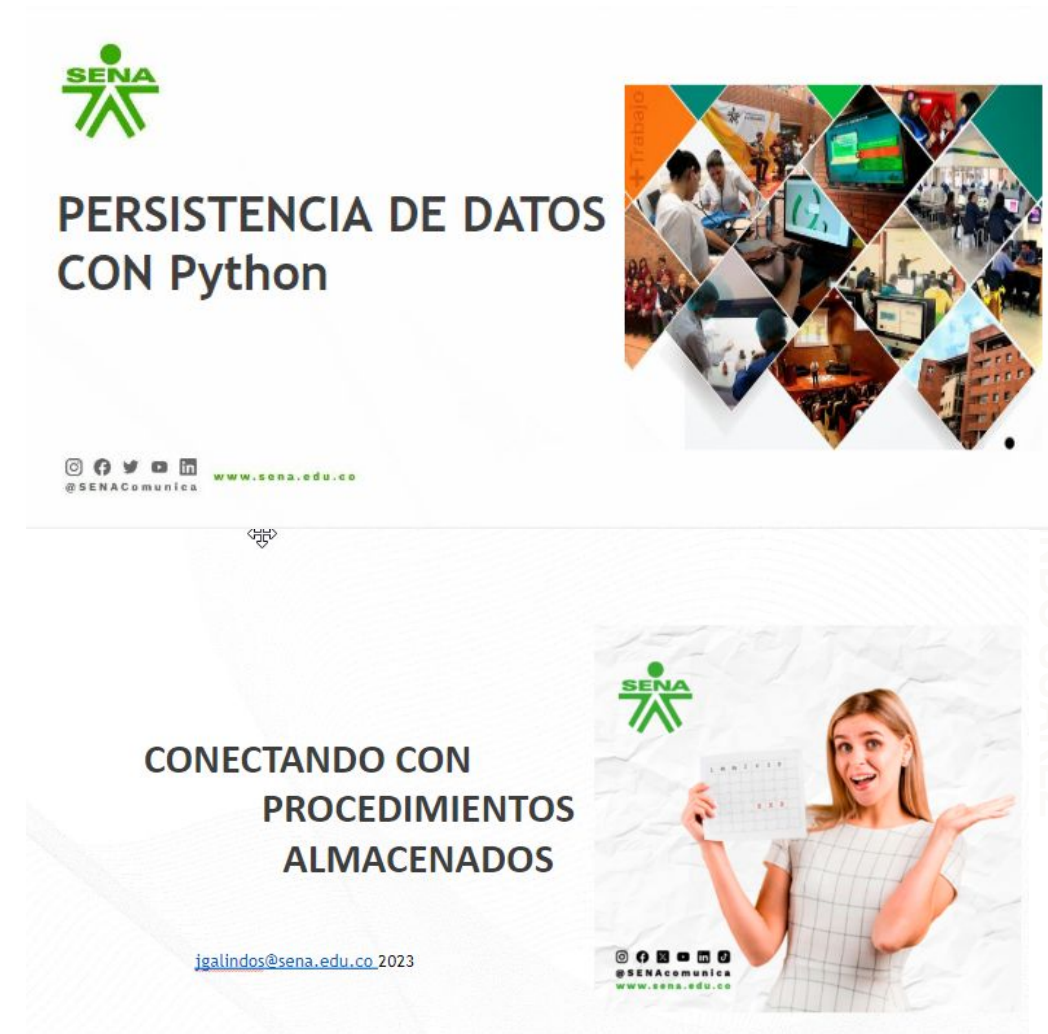 SENA
PERSISTENCIA DE DATOS
CON Python
+ Trabajo
@SENAComunica
www.sena.edu.co
CONECTANDO CON
PROCEDIMIENTOS
ALMACENADOS
jgalindos@sena.edu.co 2023
SENA
@SENAcomunica
www.sena.edu.co